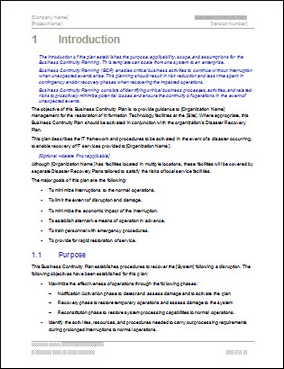 [Company Name] Business Continuity Plan
[Project Name] [Version Number]
1 Introduction
The introduction of the plan establishes the purpose, applicability, scope, and assumptions for the
Business Continuity Planning. This template can scale from one system to an enterprise.
Business Continuity Planning (BCP) enables critical business activities to continue without interruption
when unexpected events arise. This planning should result in risk reduction and less time spent in
contingency and/or recovery phases when recovering the impacted operations.
Business Continuity Planning consists of identifying critical business processes, activities, and related
risks to proactively minimize potential losses and ensure the continuity of operations in the event of
unexpected events.
The objective of this Business Continuity Plan is to provide guidance to [Organization Name]
management for the restoration of Information Technology facilities at the [Site]. Where appropriate, this
Business Continuity Plan should be activated in conjunction with the organization's Disaster Recovery
Plan.
This plan describes the IT framework and procedures to be activated in the event of a disaster occurring,
to enable recovery of IT services provided to [Organization Name].
[Optional – delete if not applicable]
Although [Organization Name] has facilities located in multiple locations, these facilities will be covered by
separate Disaster Recovery Plans tailored to satisfy the risks of local service facilities.
The major goals of this plan are the following:
• To minimize interruptions to the normal operations.
• To limit the extent of disruption and damage.
• To minimize the economic impact of the interruption.
• To establish alternative means of operation in advance.
• To train personnel with emergency procedures.
• To provide for rapid restoration of service.
1.1 Purpose
This Business Continuity Plan establishes procedures to recover the [System] following a disruption. The
following objectives have been established for this plan:
• Maximize the effectiveness of operations through the following phases:
– Notification/activation phase to detect and assess damage and to activate the plan
– Recovery phase to restore temporary operations and assess damage to the system
– Reconstitution phase to restore system processing capabilities to normal operations.
• Identify the activities, resources, and procedures needed to carry out processing requirements
during prolonged interruptions to normal operations.